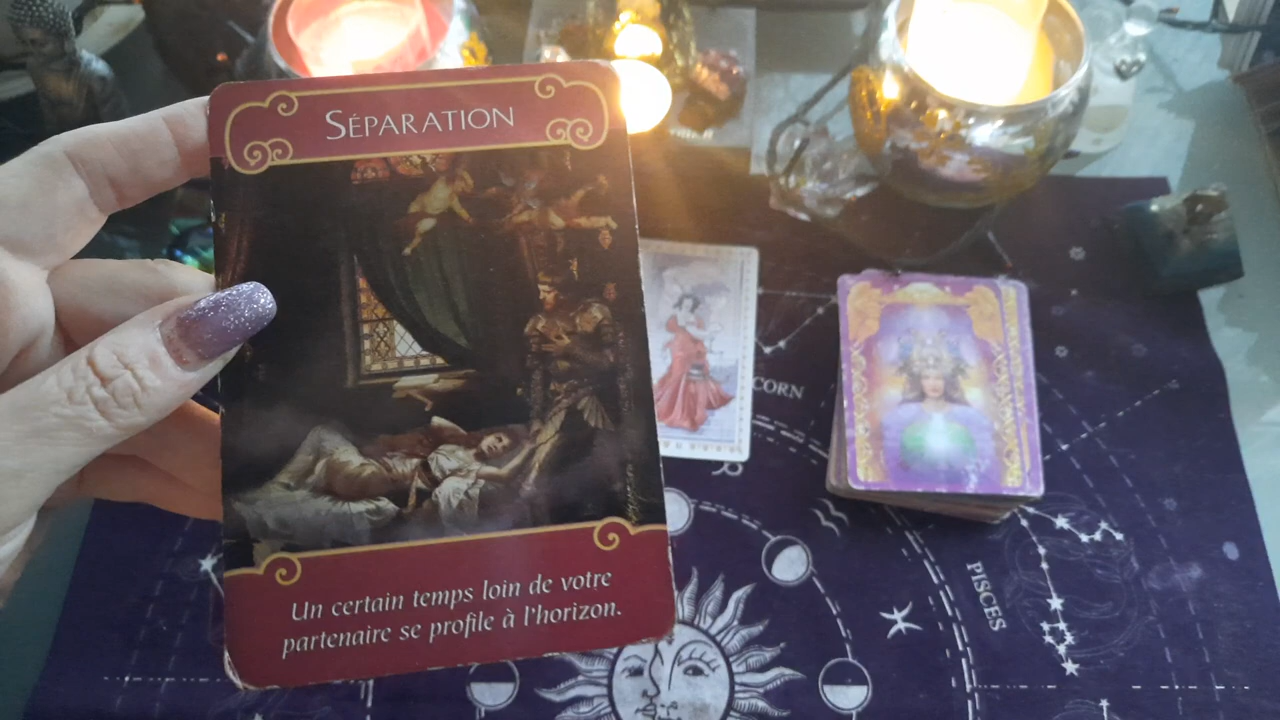 Séparation
Un certain temps loin de votre
partenaire se profile à l'horizon.
CORN
PISCES